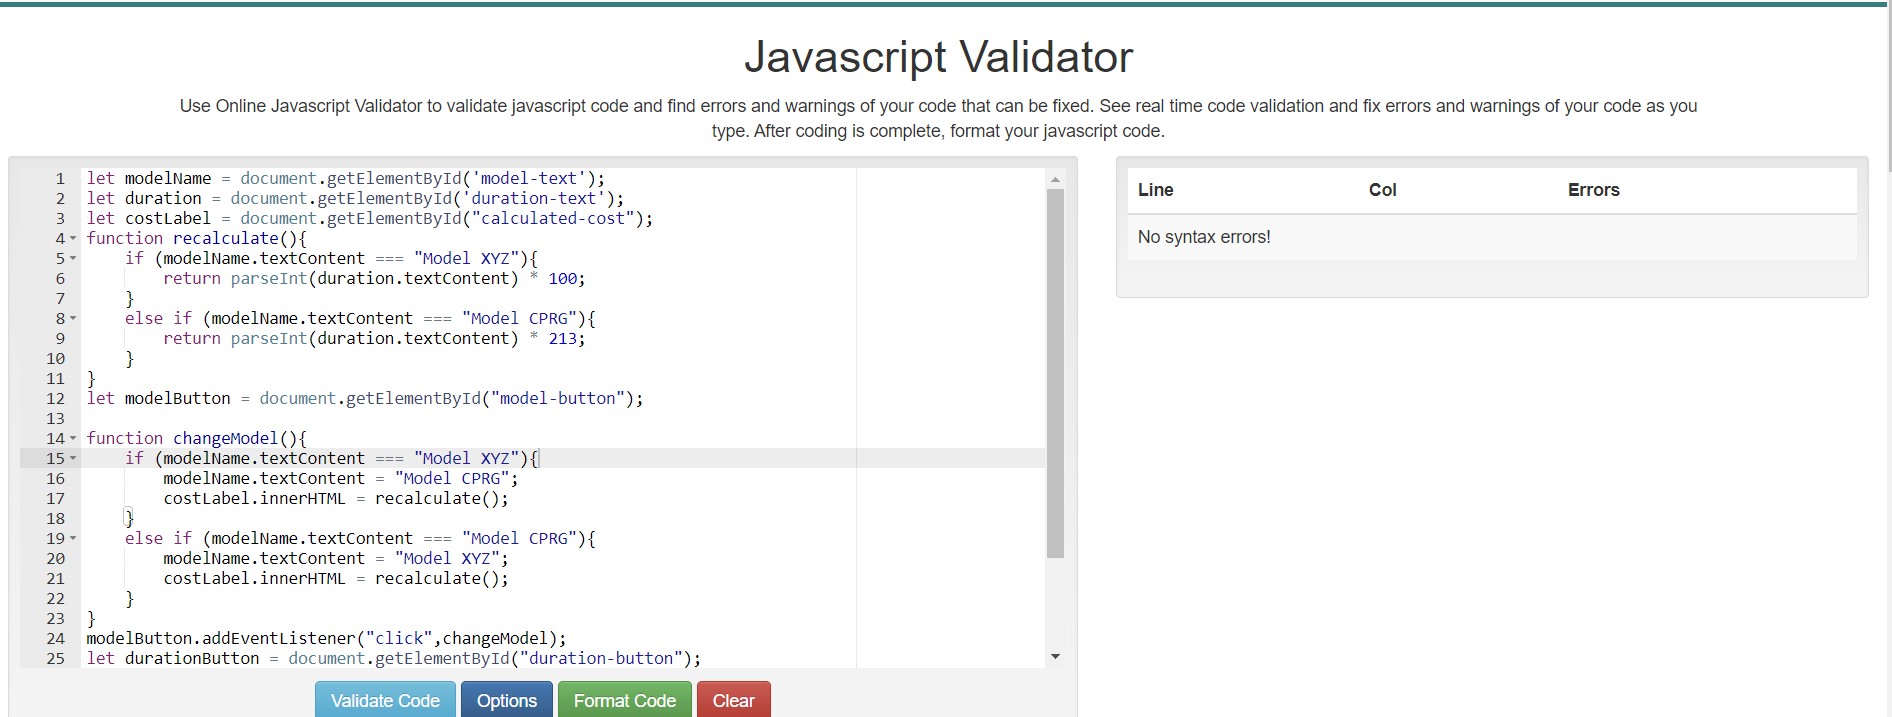 Javascript Validator
Use Online Javascript Validator to validate javascript code and find errors and warnings of your code that can be fixed. See real time code validation and fix errors and warnings of your code as you
type. After coding is complete, format your javascript code.
1 let modelName = document.getElementById('model-text');
2 let duration = document.getElementById('duration-text');
3 let costLabel = document.getElementById("calculated-cost");
4 function recalculate(){
5     if (modelName.textContent === "Model XYZ"){
6         return parseInt(duration.textContent) * 100;
7     }
8     else if (modelName.textContent === "Model CPRG"){
9         return parseInt(duration.textContent) * 213;
10     }
11 }
12 let modelButton = document.getElementById("model-button");
13
14 function changeModel(){
15     if (modelName.textContent === "Model XYZ"){
16         modelName.textContent = "Model CPRG";
17         costLabel.innerHTML = recalculate();
18     }
19     else if (modelName.textContent === "Model CPRG"){
20         modelName.textContent = "Model XYZ";
21         costLabel.innerHTML = recalculate();
22     }
23 }
24 modelButton.addEventListener("click",changeModel);
25 let durationButton = document.getElementById("duration-button");
Validate Code Options Format Code Clear
Line Col Errors
No syntax errors!